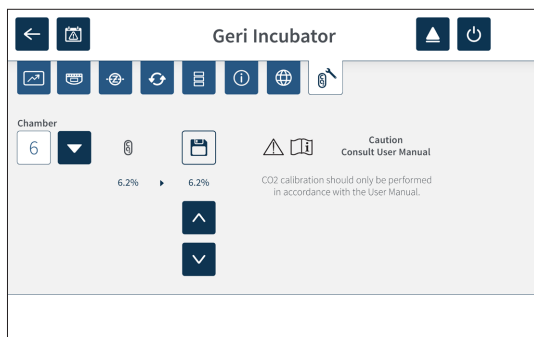 Geri Incubator
Chamber
6
6.2%
6.2%
Caution
Consult User Manual
CO2 calibration should only be performed
in accordance with the User Manual.